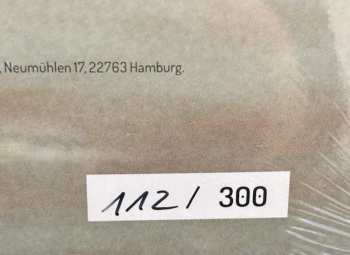 , Neumühlen 17, 22763 Hamburg.
112 / 300